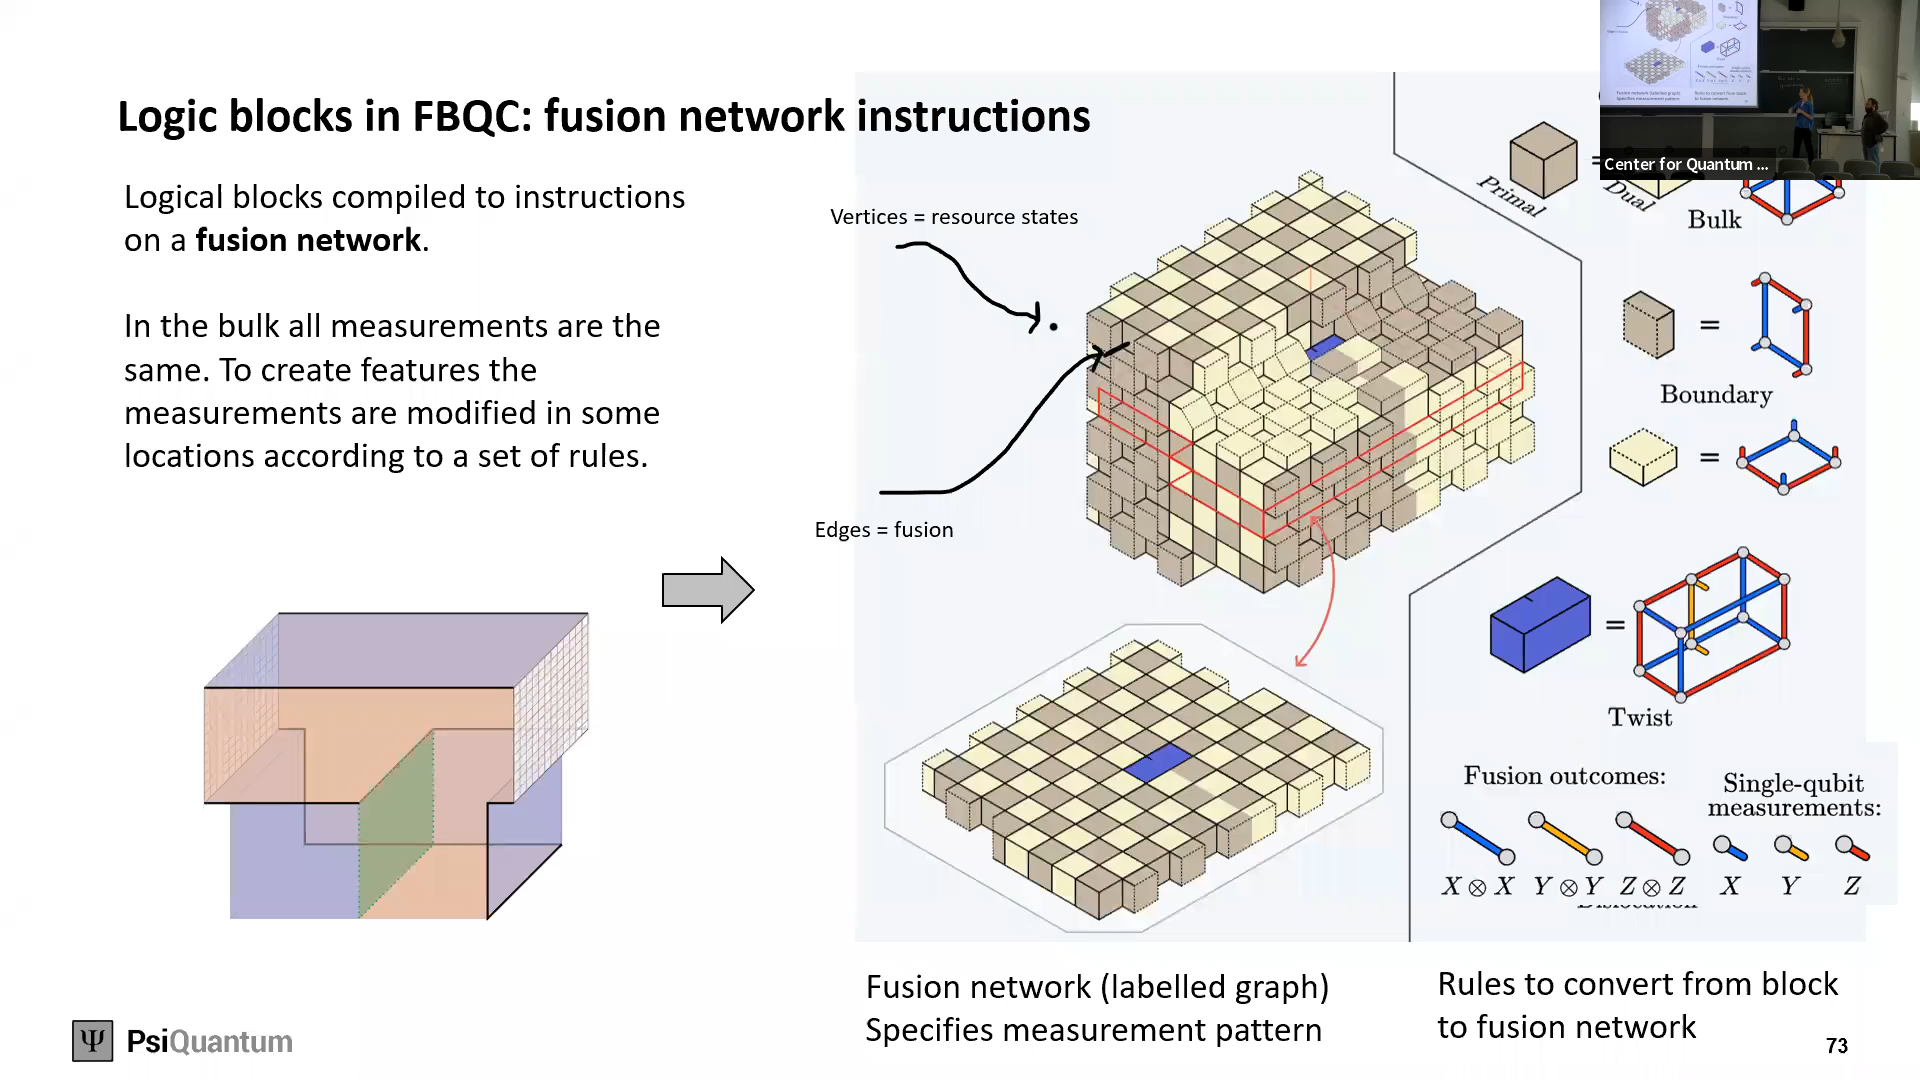 Logic blocks in FBQC: fusion network instructions
Logical blocks compiled to instructions
on a fusion network.
In the bulk all measurements are the
same. To create features the
measurements are modified in some
locations according to a set of rules.
Vertices = resource states
Edges = fusion
Center for Quantum ...
Primal
=
Dual
Bulk
=
Boundary
=
=
Twist
Fusion outcomes:
X ⊗ X Y ⊗ Y Z ⊗ Z
Single-qubit
measurements:
X Y Z
Fusion network (labelled graph)
Specifies measurement pattern
Rules to convert from block
to fusion network
Ψ PsiQuantum
73